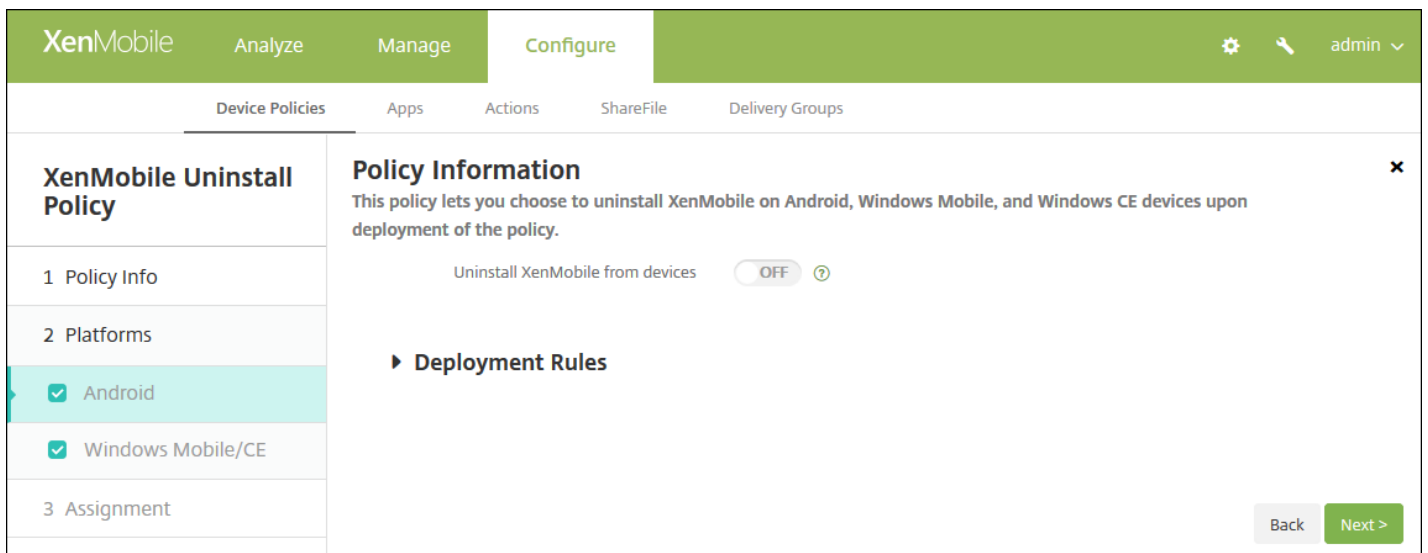 XenMobile Analyze Manage Configure admin
Device Policies Apps Actions ShareFile Delivery Groups
XenMobile Uninstall
Policy
1 Policy Info
2 Platforms
Android
Windows Mobile/CE
3 Assignment
Policy Information
This policy lets you choose to uninstall XenMobile on Android, Windows Mobile, and Windows CE devices upon
deployment of the policy.
Uninstall XenMobile from devices OFF ?
Deployment Rules
Back Next >